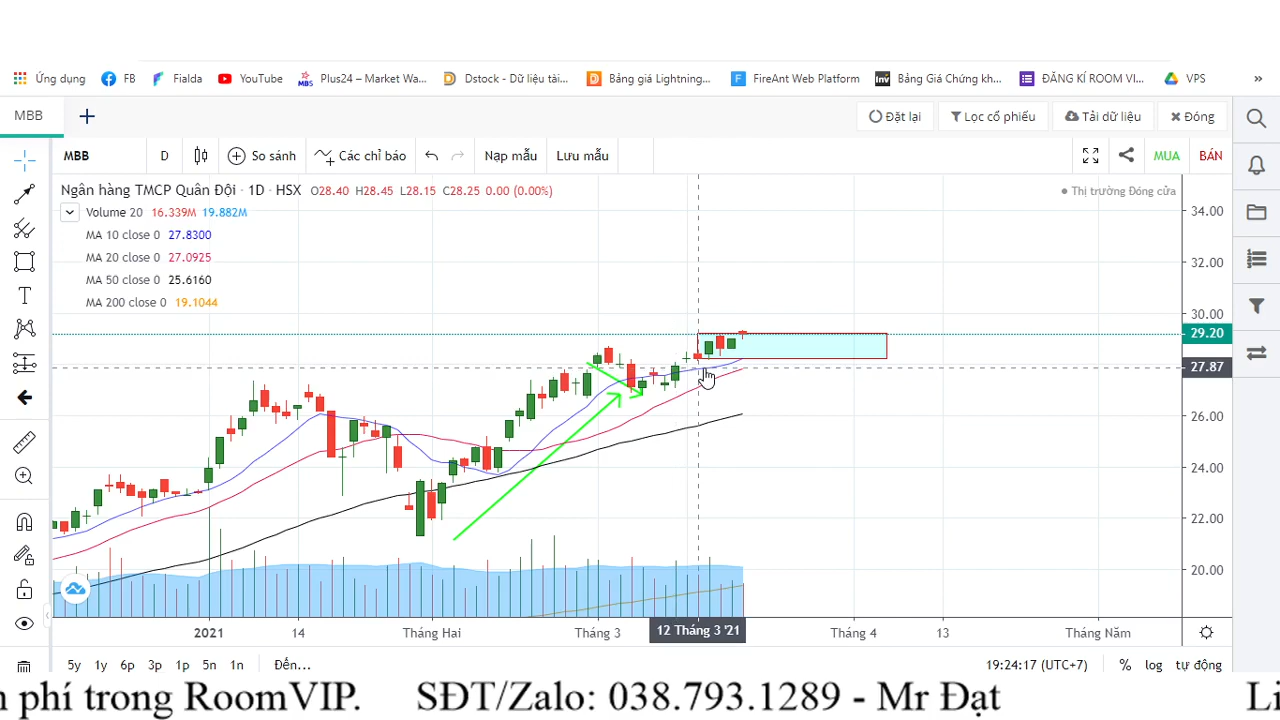 Ứng dụng FB Fialda YouTube MBS Plus24 – Market Wa... Dstock - Dữ liệu tài... Bảng giá Lightning... FireAnt Web Platform Inv Bảng Giá Chứng kh... ĐĂNG KÍ ROOM VI... VPS »
MBB + Đặt lại Lọc cổ phiếu Tải dữ liệu Đóng
MBB D So sánh Các chỉ báo Nạp mẫu Lưu mẫu MUA BÁN
Ngân hàng TMCP Quân Đội · 1D · HSX O28.40 H28.45 L28.15 C28.25 0.00 (0.00%) Thị trường Đóng cửa
Volume 20 16.339M 19.882M
MA 10 close 0 27.8300
MA 20 close 0 27.0925
MA 50 close 0 25.6160
MA 200 close 0 19.1044
34.00
32.00
30.00
29.20
27.87
26.00
24.00
22.00
20.00
2021 14 Tháng Hai Tháng 3 12 Tháng 3 '21 Tháng 4 13 Tháng Năm
5y 1y 6p 3p 1p 5n 1n Đến... 19:24:17 (UTC+7) % log tự động
phí trong RoomVIP. SĐT/Zalo: 038.793.1289 - Mr Đạt Li